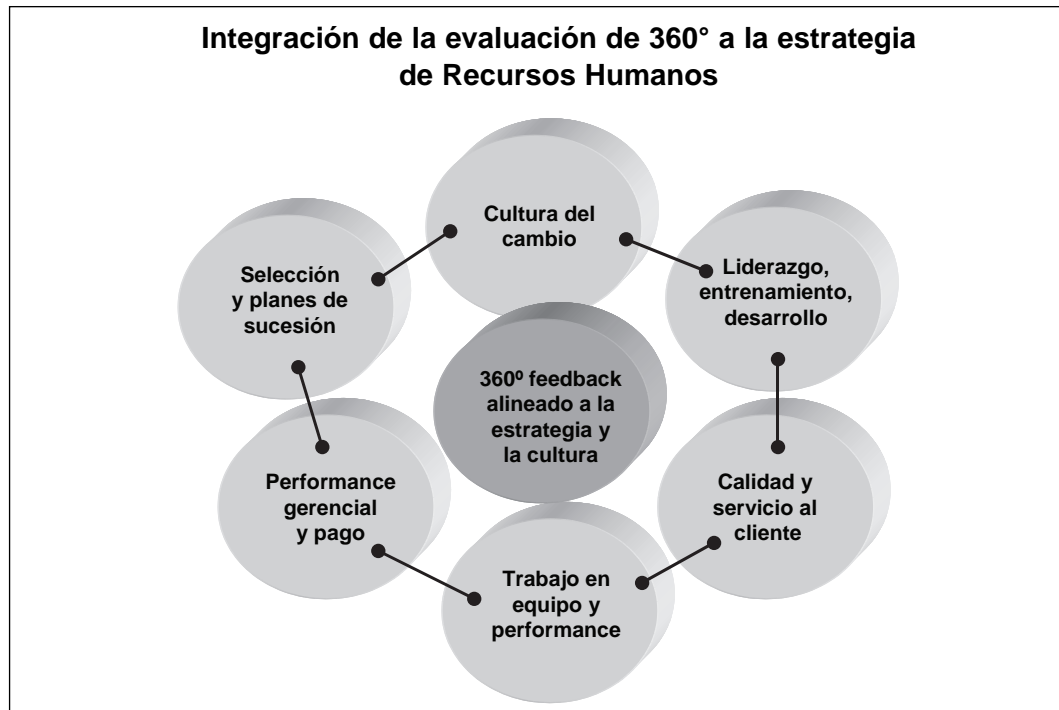 Integración de la evaluación de 360° a la estrategia
de Recursos Humanos
Cultura del
cambio
Liderazgo,
entrenamiento,
desarrollo
Calidad y
servicio al
cliente
Trabajo en
equipo y
performance
Performance
gerencial
y pago
Selección
y planes de
sucesión
360º feedback
alineado a la
estrategia y
la cultura